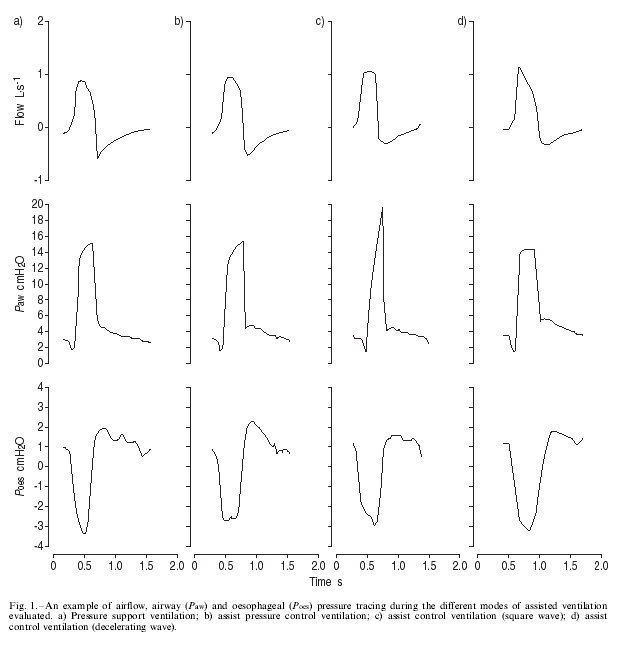 a) b) c) d)
2
1
0
-1
Flow L·s⁻¹
20
18
16
14
12
10
8
6
4
2
0
Paw cmH2O
4
3
2
1
0
-1
-2
-3
-4
Poes cmH2O
0 0.5 1.0 1.5 2.0 0 0.5 1.0 1.5 2.0 0 0.5 1.0 1.5 2.0 0 0.5 1.0 1.5 2.0
Time s
Fig. 1. – An example of airflow, airway (Paw) and oesophageal (Poes) pressure tracing during the different modes of assisted ventilation
evaluated. a) Pressure support ventilation; b) assist pressure control ventilation; c) assist control ventilation (square wave); d) assist
control ventilation (decelerating wave).